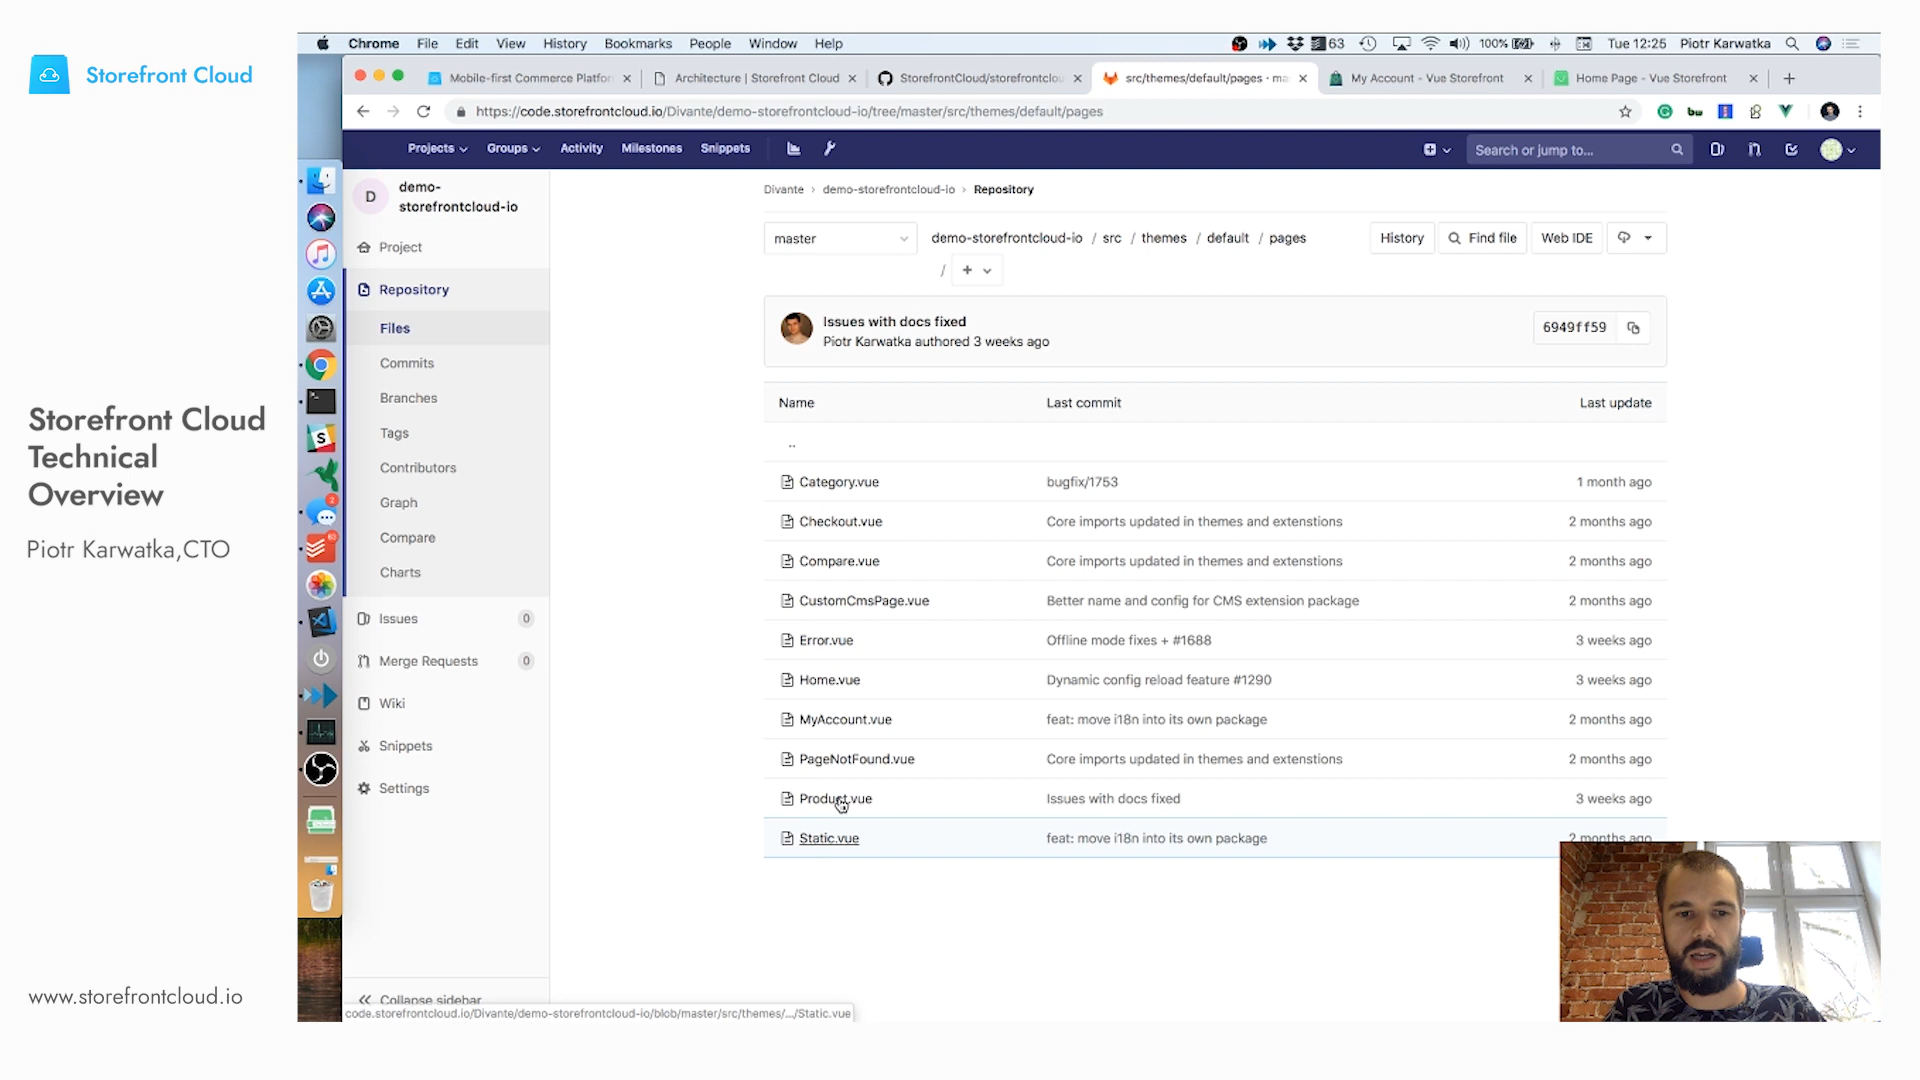 Storefront Cloud
Storefront Cloud
Technical
Overview
Piotr Karwatka,CTO
www.storefrontcloud.io
Chrome File Edit View History Bookmarks People Window Help
63 100% Tue 12:25 Piotr Karwatka
Mobile-first Commerce Platfor
Architecture | Storefront Cloud
StorefrontCloud/storefrontclo
src/themes/default/pages · ma
My Account - Vue Storefront
Home Page - Vue Storefront
https://code.storefrontcloud.io/Divante/demo-storefrontcloud-io/tree/master/src/themes/default/pages
Projects Groups Activity Milestones Snippets
Search or jump to...
D
demo-
storefrontcloud-io
Project
Repository
Files
Commits
Branches
Tags
Contributors
Graph
Compare
Charts
Issues 0
Merge Requests 0
Wiki
Snippets
Settings
Collapse sidebar
Divante › demo-storefrontcloud-io › Repository
master
demo-storefrontcloud-io / src / themes / default / pages
/ +
History
Find file
Web IDE
Issues with docs fixed
Piotr Karwatka authored 3 weeks ago
6949ff59
Name Last commit Last update
..
Category.vue bugfix/1753 1 month ago
Checkout.vue Core imports updated in themes and extenstions 2 months ago
Compare.vue Core imports updated in themes and extenstions 2 months ago
CustomCmsPage.vue Better name and config for CMS extension package 2 months ago
Error.vue Offline mode fixes + #1688 3 weeks ago
Home.vue Dynamic config reload feature #1290 3 weeks ago
MyAccount.vue feat: move i18n into its own package 2 months ago
PageNotFound.vue Core imports updated in themes and extenstions 2 months ago
Product.vue Issues with docs fixed 3 weeks ago
Static.vue feat: move i18n into its own package 2 months ago
code.storefrontcloud.io/Divante/demo-storefrontcloud-io/blob/master/src/themes/.../Static.vue